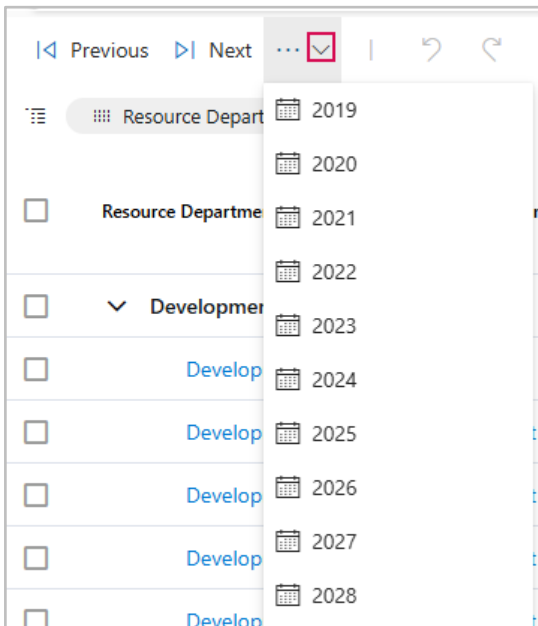 Previous Next ...
Resource Depart
2019
2020
Resource Departme
2021
2022
Developmer
2023
Develop
2024
Develop
2025
Develop
2026
Develop
2027
2028
Develop